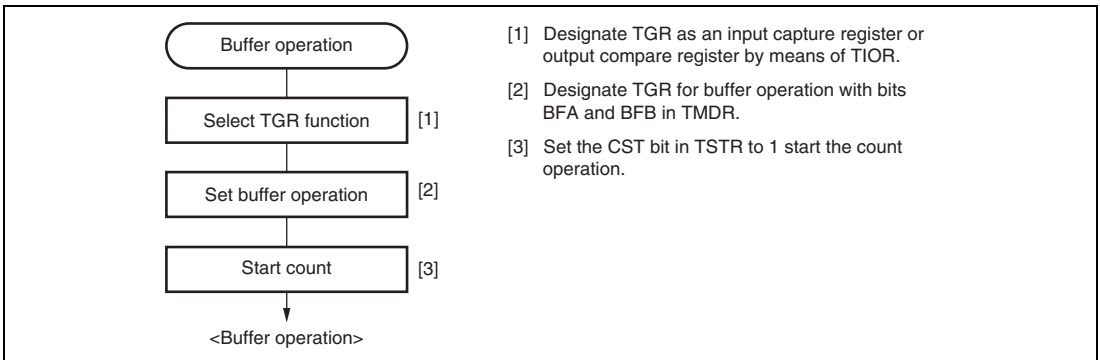 Buffer operation
Select TGR function
[1]
Set buffer operation
[2]
Start count
[3]
<Buffer operation>
[1] Designate TGR as an input capture register or
output compare register by means of TIOR.
[2] Designate TGR for buffer operation with bits
BFA and BFB in TMDR.
[3] Set the CST bit in TSTR to 1 start the count
operation.